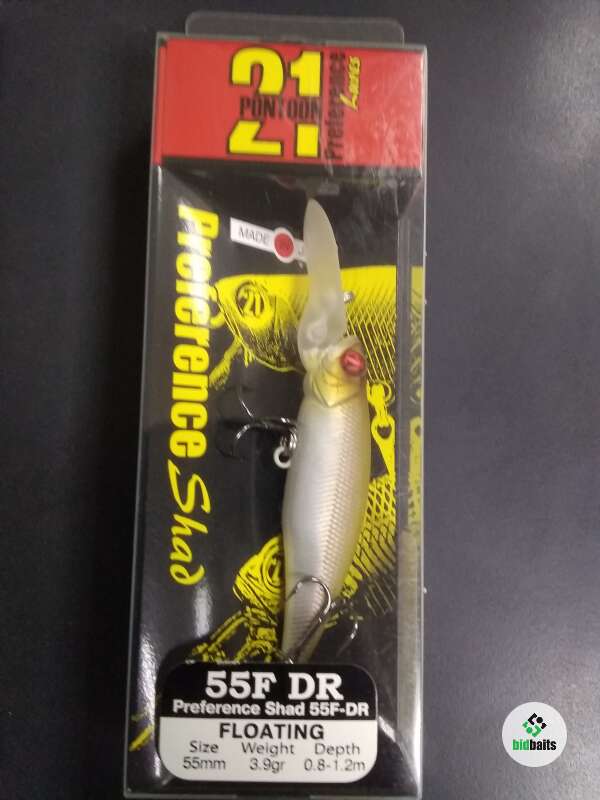 21
PONTOON
Preference
Lures
MADE
Preference
Shad
21
55F DR
Preference Shad 55F-DR
FLOATING
Size Weight Depth
55mm 3.9gr 0.8-1.2m
bidbaits